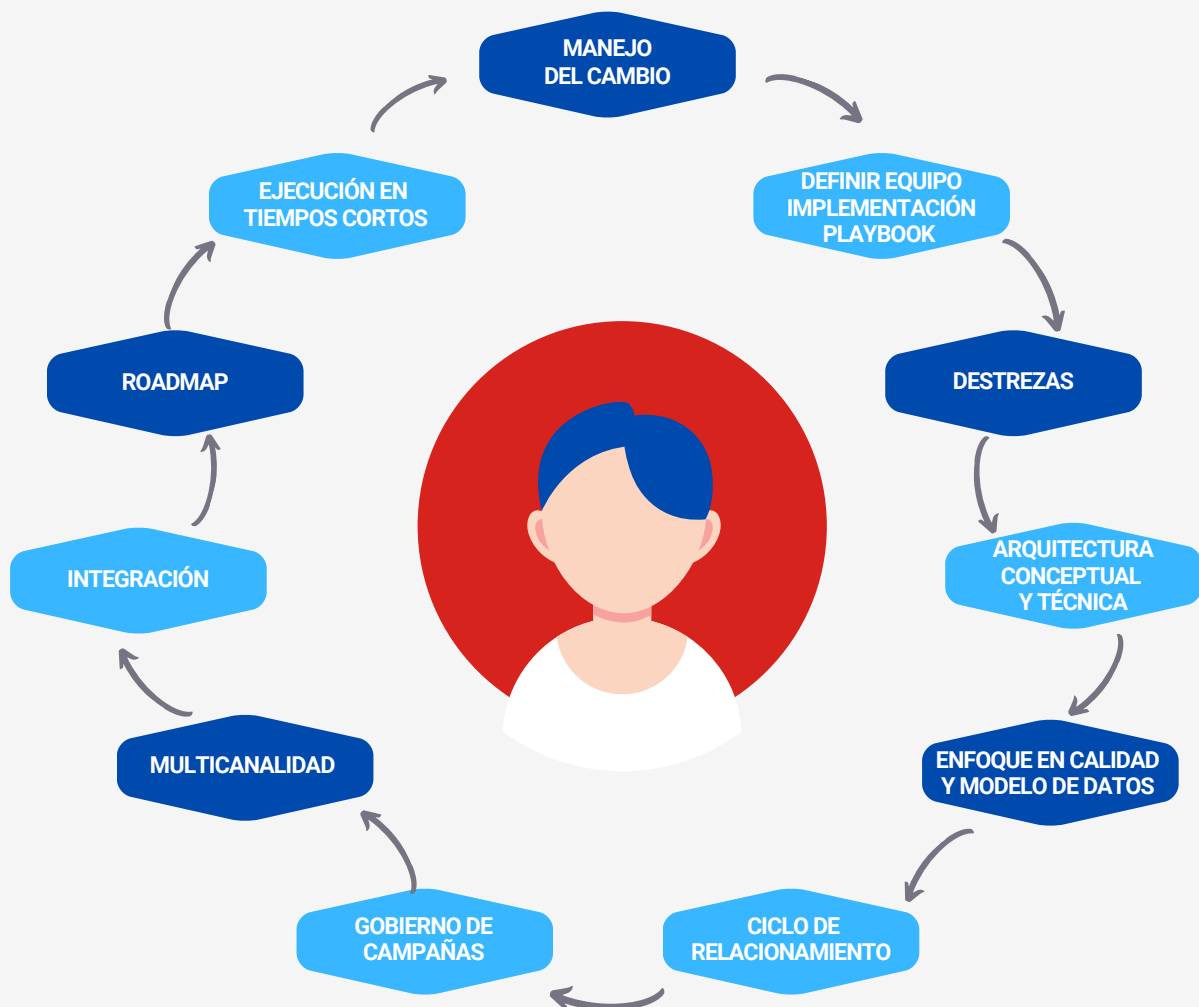 MANEJO
DEL CAMBIO
DEFINIR EQUIPO
IMPLEMENTACIÓN
PLAYBOOK
DESTREZAS
ARQUITECTURA
CONCEPTUAL
Y TÉCNICA
ENFOQUE EN CALIDAD
Y MODELO DE DATOS
CICLO DE
RELACIONAMIENTO
GOBIERNO DE
CAMPAÑAS
MULTICANALIDAD
INTEGRACIÓN
ROADMAP
EJECUCIÓN EN
TIEMPOS CORTOS